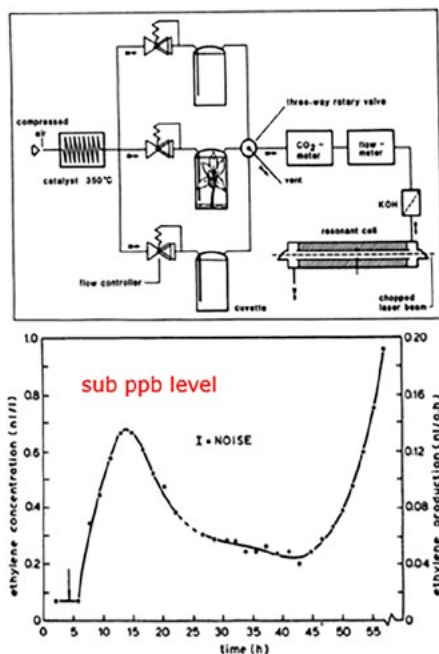 three-way rotary valve
compressed
air
catalyst 350°C
CO2-
meter
flow-
meter
vent
KOH
resonant cell
flow controller
cuvette
chopped
laser beam
sub ppb level
I = NOISE
ethylene concentration (nl/l)
1.0
0.8
0.6
0.4
0.2
0
0 5 10 15 20 25 30 35 40 45 50 55
time (h)
0.20
0.16
0.12
0.08
0.04
0.00